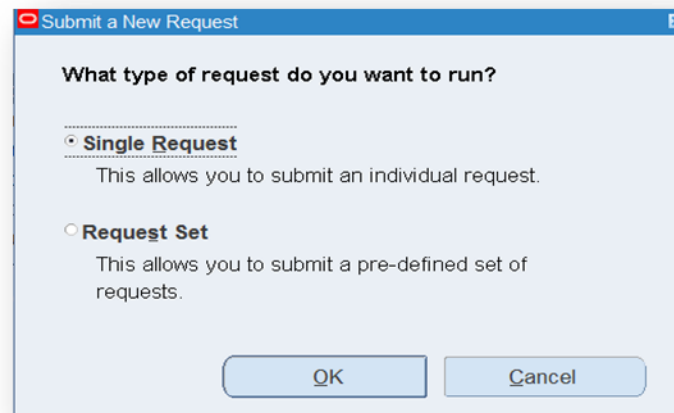 Submit a New Request
What type of request do you want to run?
Single Request
This allows you to submit an individual request.
Request Set
This allows you to submit a pre-defined set of
requests.
OK
Cancel